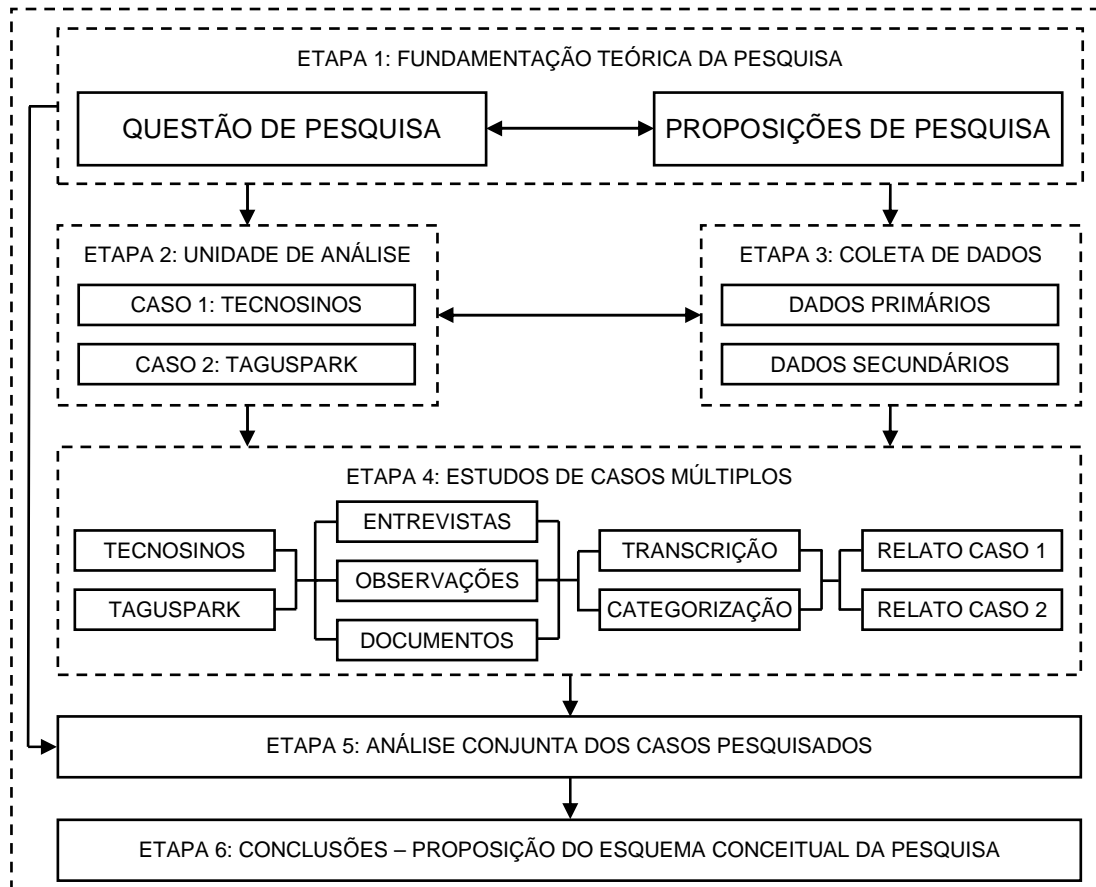 ETAPA 1: FUNDAMENTAÇÃO TEÓRICA DA PESQUISA
QUESTÃO DE PESQUISA
PROPOSIÇÕES DE PESQUISA
ETAPA 2: UNIDADE DE ANÁLISE
CASO 1: TECNOSINOS
CASO 2: TAGUSPARK
ETAPA 3: COLETA DE DADOS
DADOS PRIMÁRIOS
DADOS SECUNDÁRIOS
ETAPA 4: ESTUDOS DE CASOS MÚLTIPLOS
TECNOSINOS
TAGUSPARK
ENTREVISTAS
OBSERVAÇÕES
DOCUMENTOS
TRANSCRIÇÃO
CATEGORIZAÇÃO
RELATO CASO 1
RELATO CASO 2
ETAPA 5: ANÁLISE CONJUNTA DOS CASOS PESQUISADOS
ETAPA 6: CONCLUSÕES – PROPOSIÇÃO DO ESQUEMA CONCEITUAL DA PESQUISA